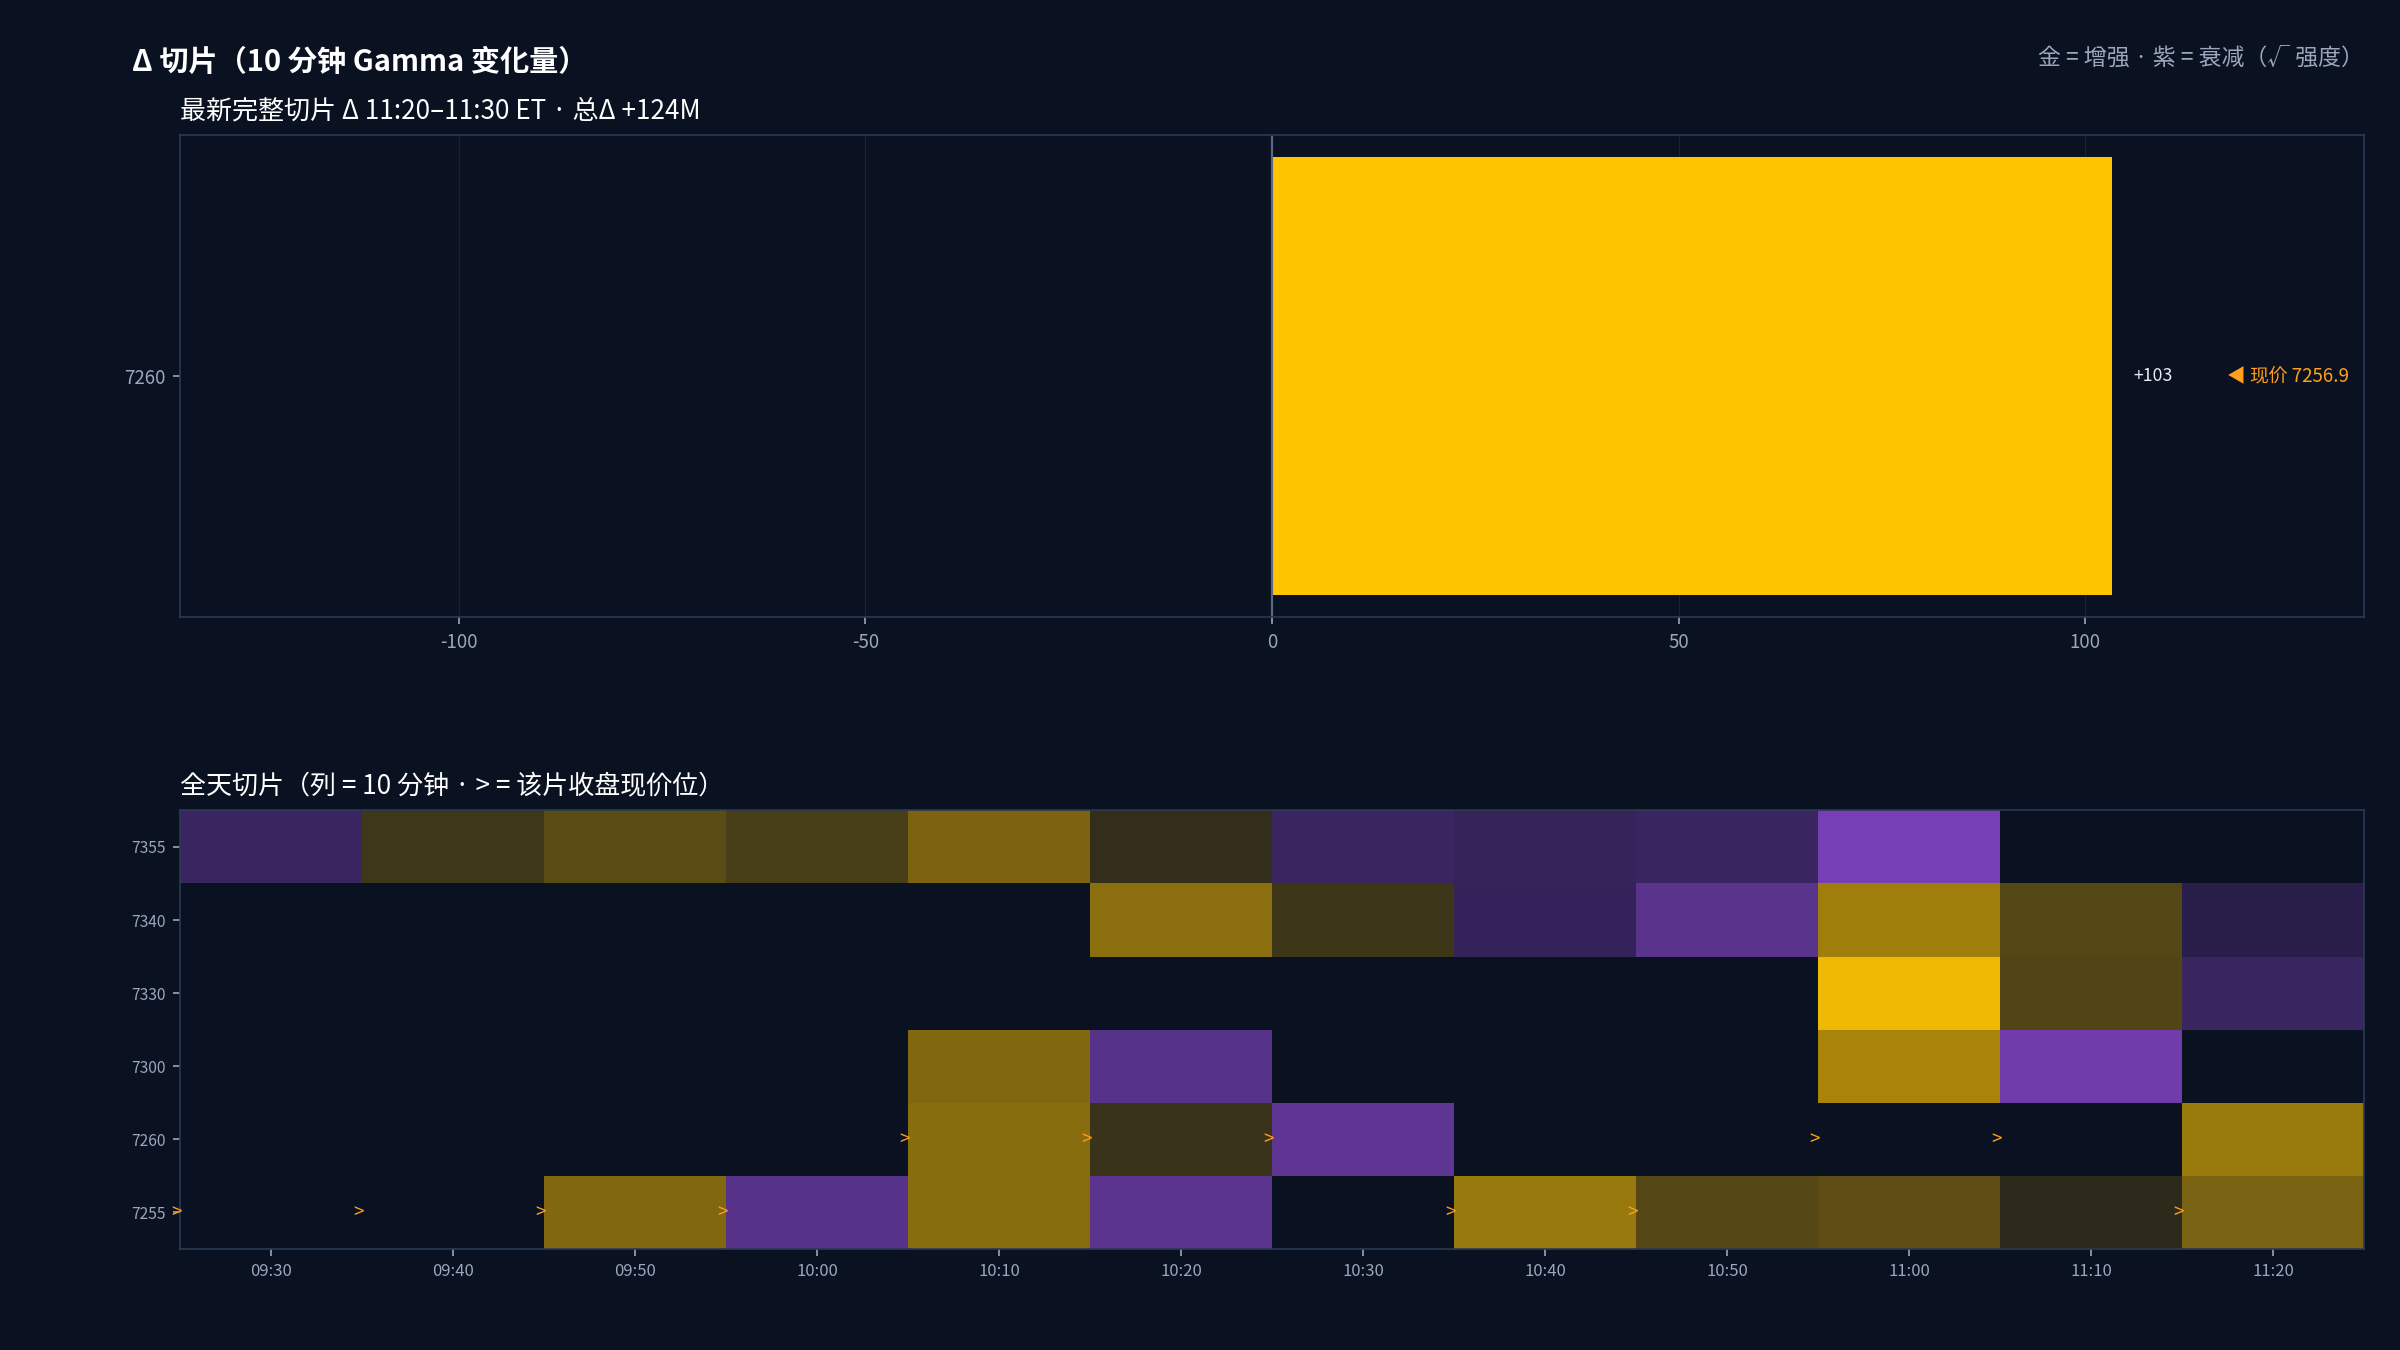 Δ 切片（10 分钟 Gamma 变化量）
金 = 增强 · 紫 = 衰减（√ 强度）
最新完整切片 Δ 11:20–11:30 ET · 总Δ +124M
7260
+103
◀ 现价 7256.9
-100 -50 0 50 100
全天切片（列 = 10 分钟 · > = 该片收盘现价位）
7355
7340
7330
7300
7260 > > > > >
7255 > > > > > > >
09:30 09:40 09:50 10:00 10:10 10:20 10:30 10:40 10:50 11:00 11:10 11:20